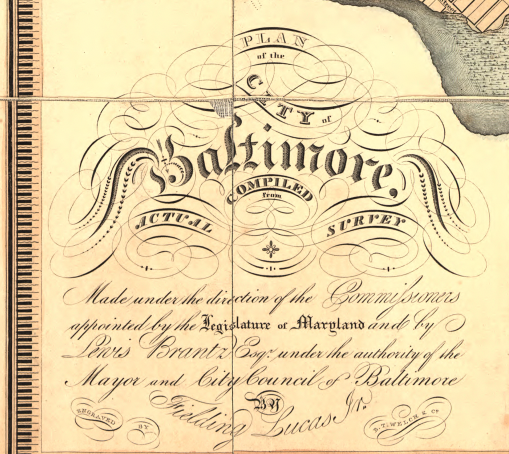 PLAN
of the
CITY of
Baltimore,
COMPILED
from
ACTUAL SURVEY
Made under the direction of the Commissioners
appointed by the Legislature of Maryland and by
Lewis Brantz Esqr. under the authority of the
Mayor and City Council of Baltimore
BY
Fielding Lucas Jr.
ENGRAVED BY B.T. WELCH & Co